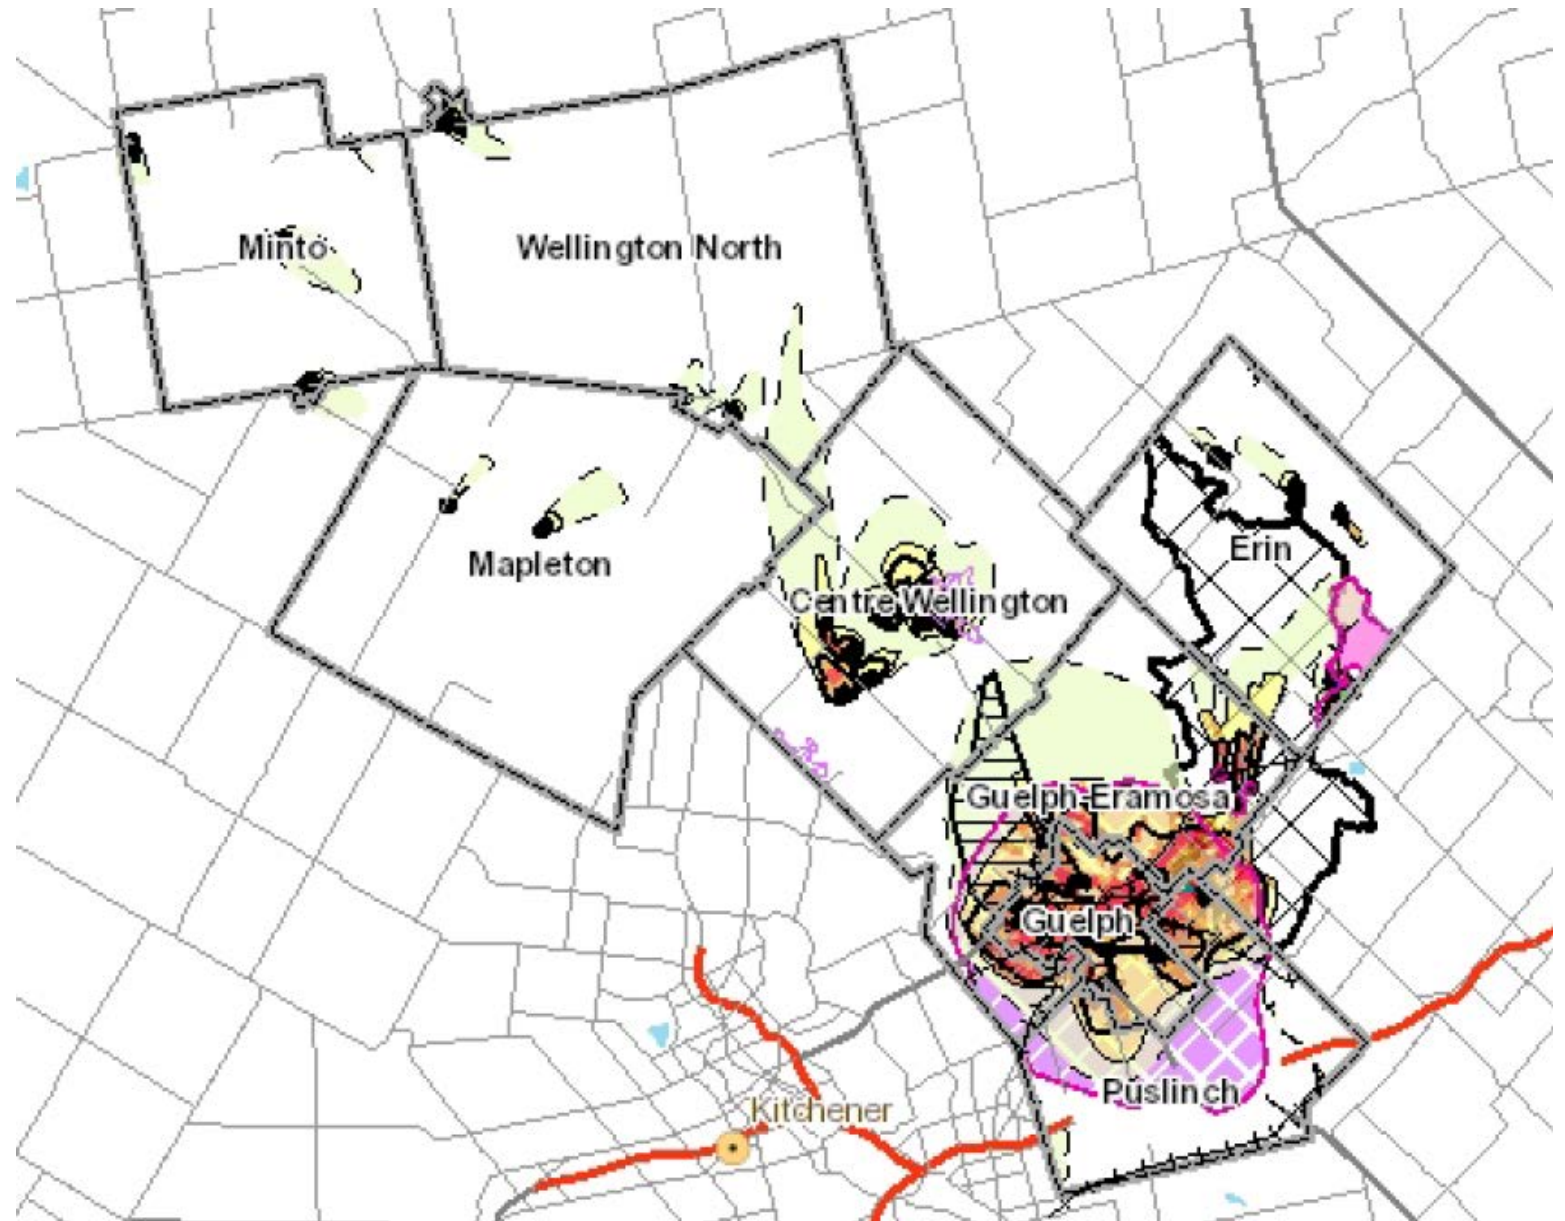 Minto
Wellington North
Mapleton
Erin
Centre Wellington
Guelph-Eramosa
Guelph
Puslinch
Kitchener